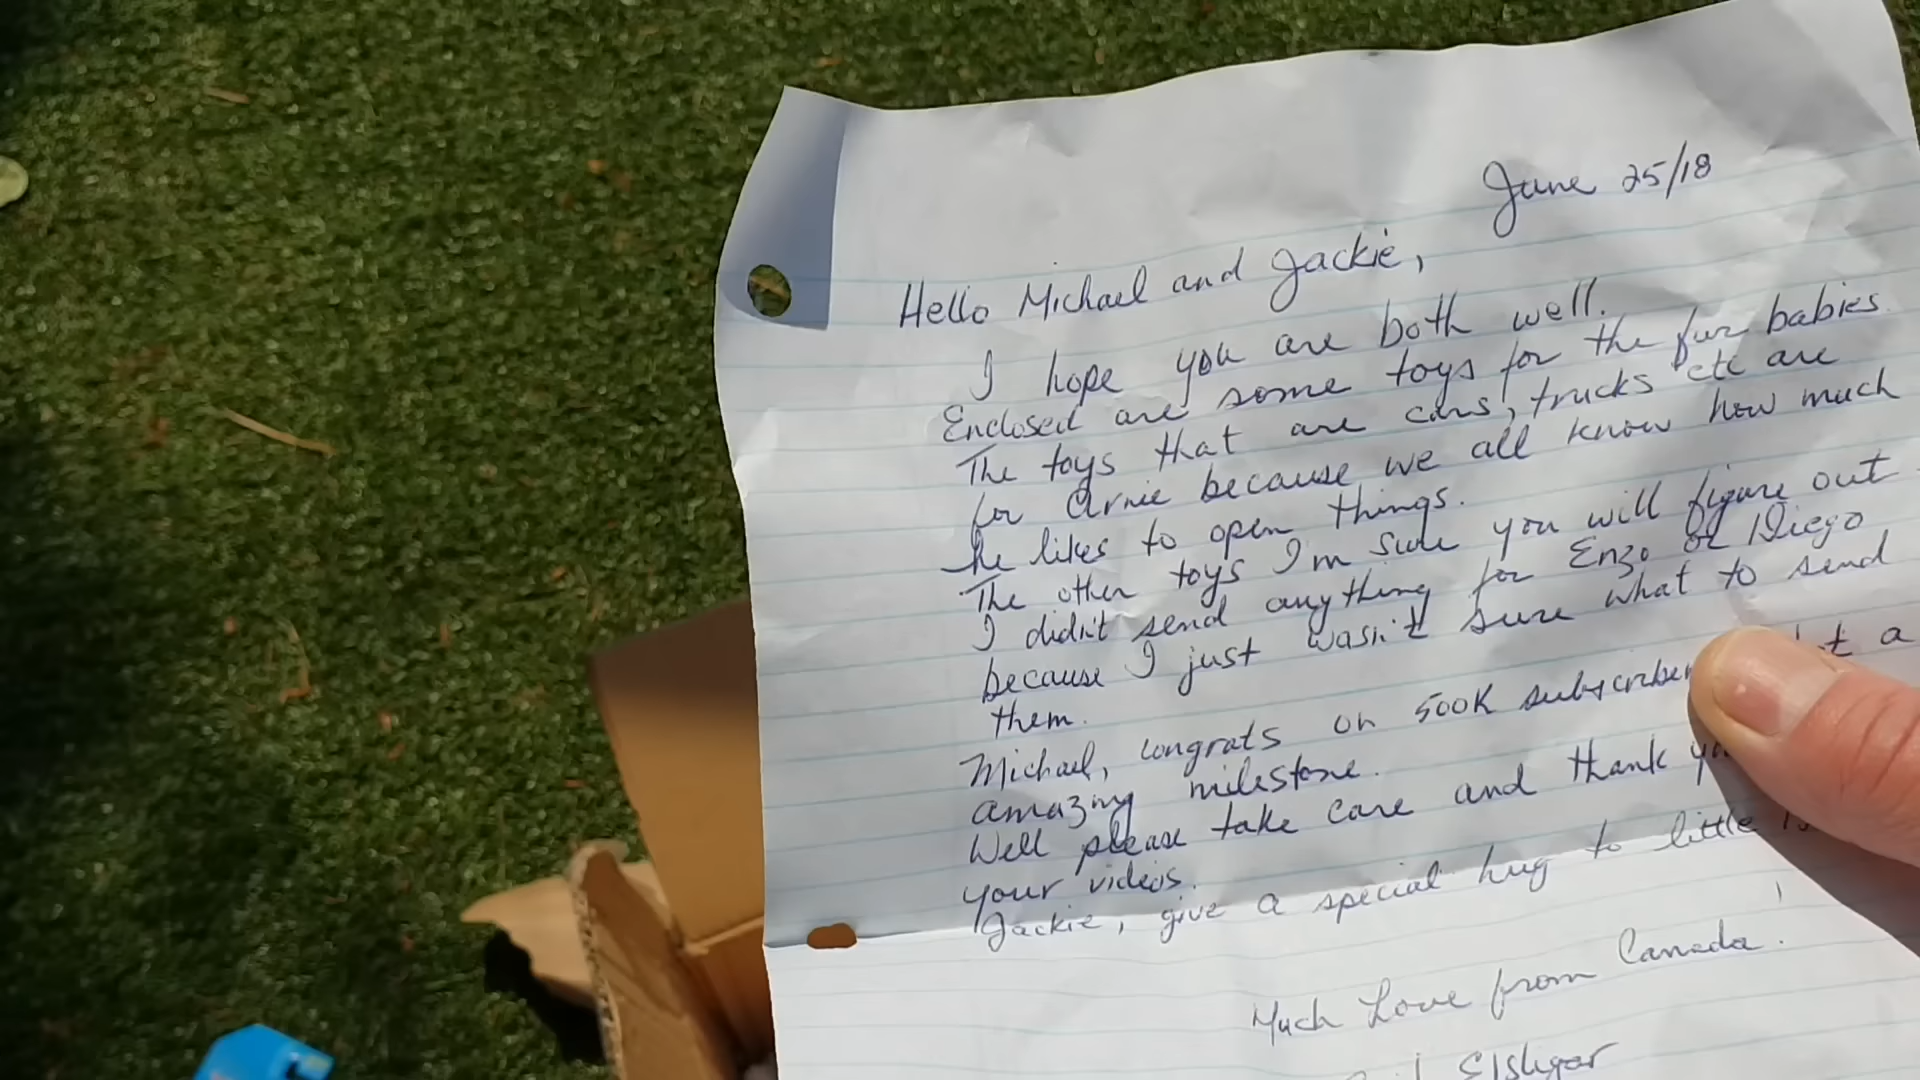 June 25/18
Hello Michael and Jackie,
I hope you are both well.
Enclosed are some toys for the fur babies.
The toys that are cars, trucks etc are
for Arnie because we all know how much
he likes to open things.
The other toys I'm sure you will figure out
I didn't send anything for Enzo or Diego
because I just wasn't sure what to send
them.
Michael, congrats on 500K subscriber a
amazing milestone.
Well please take care and thank
your videos.
Jackie, give a special hug to little
Much Love from Canada!